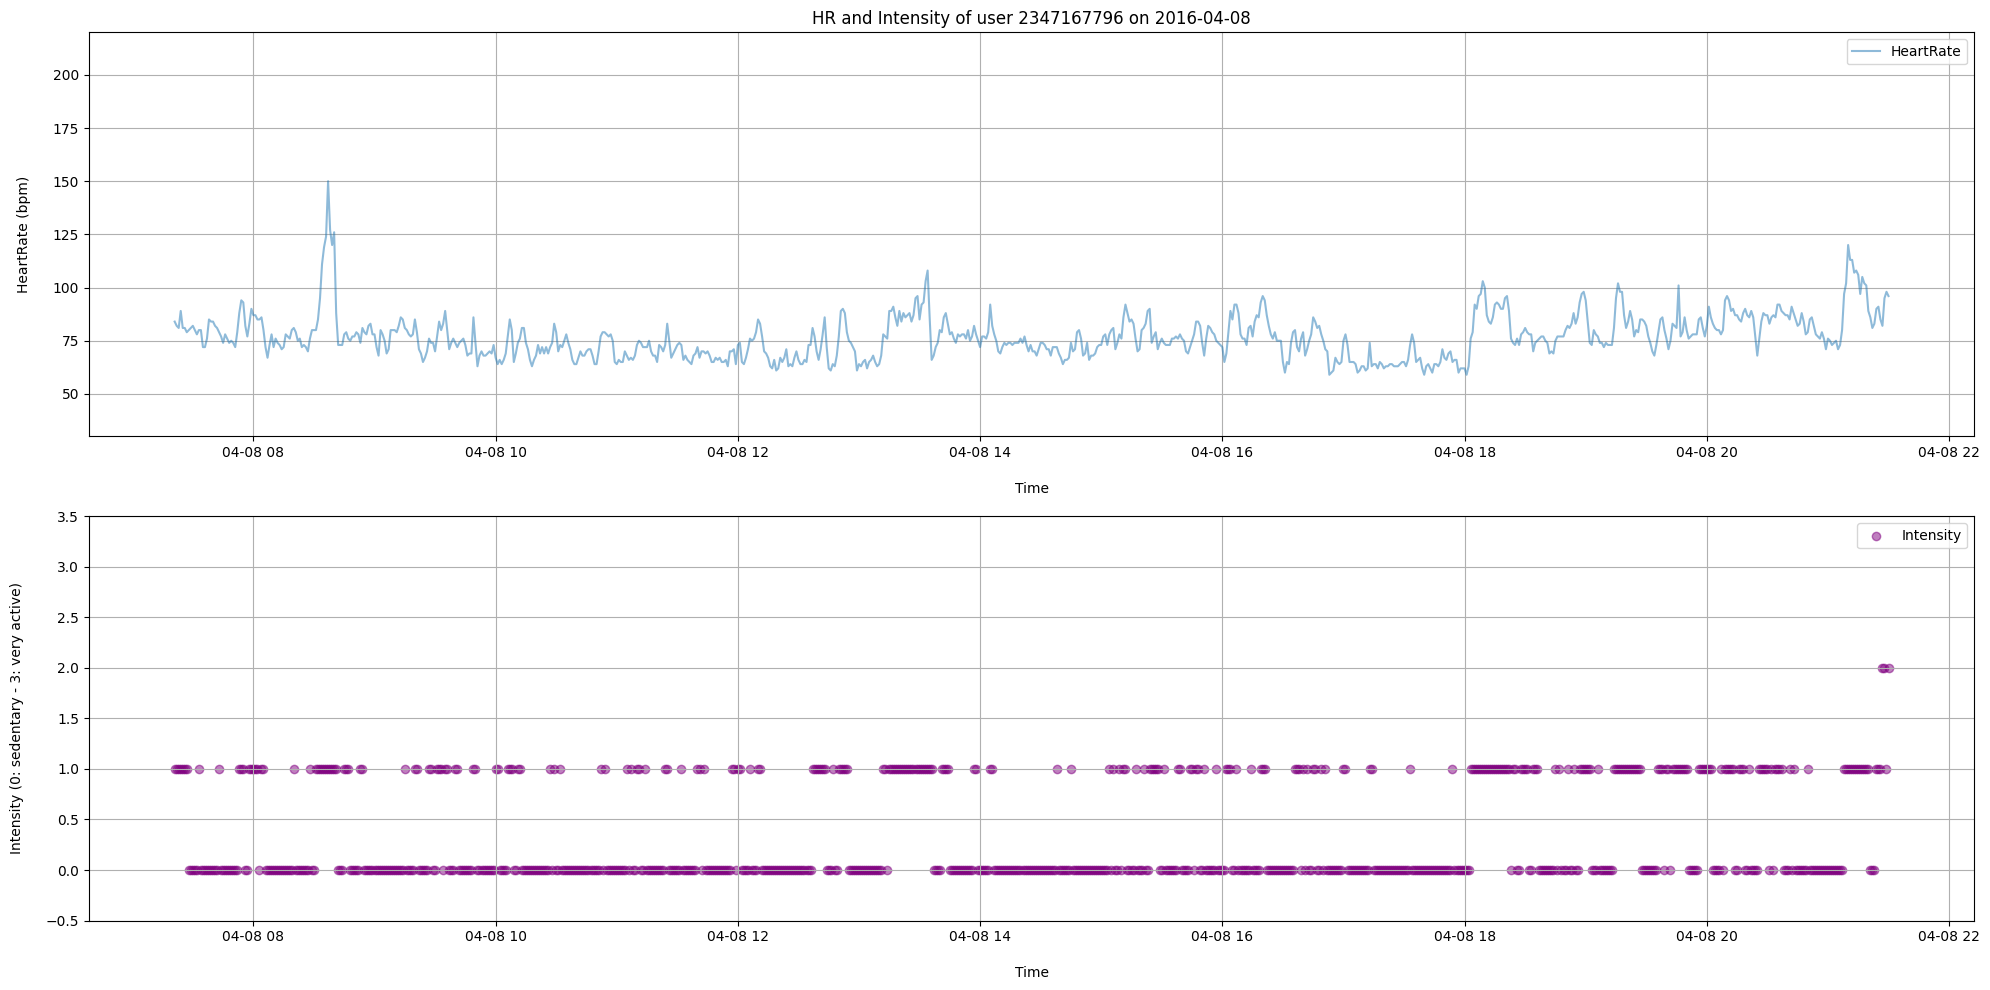 HR and Intensity of user 2347167796 on 2016-04-08
HeartRate
200
175
150
125
100
75
50
HeartRate (bpm)
04-08 08 04-08 10 04-08 12 04-08 14 04-08 16 04-08 18 04-08 20 04-08 22
Time
Intensity
3.5
3.0
2.5
2.0
1.5
1.0
0.5
0.0
−0.5
Intensity (0: sedentary - 3: very active)
04-08 08 04-08 10 04-08 12 04-08 14 04-08 16 04-08 18 04-08 20 04-08 22
Time